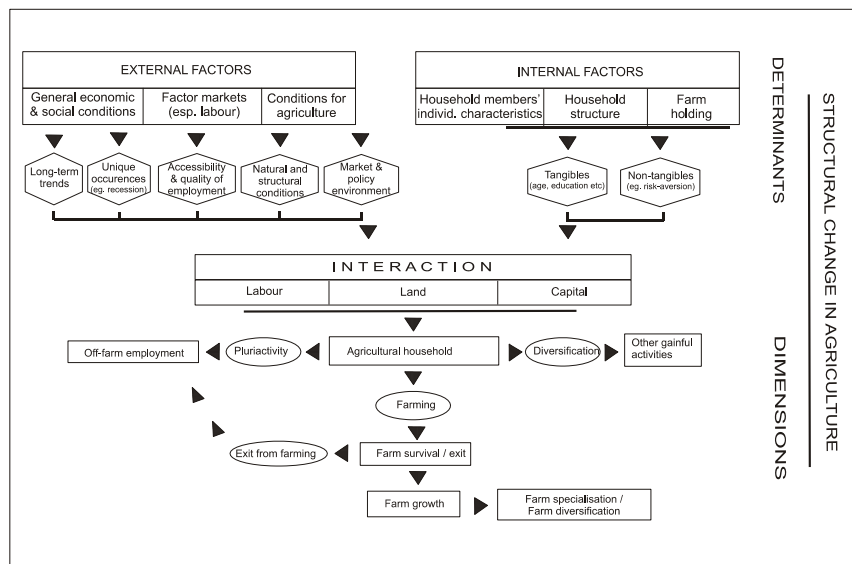 EXTERNAL FACTORS
General economic
& social conditions
Factor markets
(esp. labour)
Conditions for
agriculture
INTERNAL FACTORS
Household members'
individ. characteristics
Household
structure
Farm
holding
Long-term
trends
Unique
occurences
(eg. recession)
Accessibility
& quality of
employment
Natural and
structural
conditions
Market &
policy
environment
Tangibles
(age, education etc)
Non-tangibles
(eg. risk-aversion)
INTERACTION
Labour
Land
Capital
Off-farm employment
Pluriactivity
Agricultural household
Diversification
Other gainful
activities
Farming
Exit from farming
Farm survival / exit
Farm growth
Farm specialisation /
Farm diversification
DETERMINANTS
DIMENSIONS
STRUCTURAL CHANGE IN AGRICULTURE